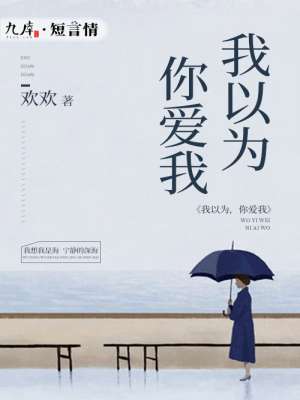 九库·短言情
欢欢 著
我以为
你爱我
《我以为，你爱我》
WO YI WEI
NI AI WO
我想我是海 宁静的深海